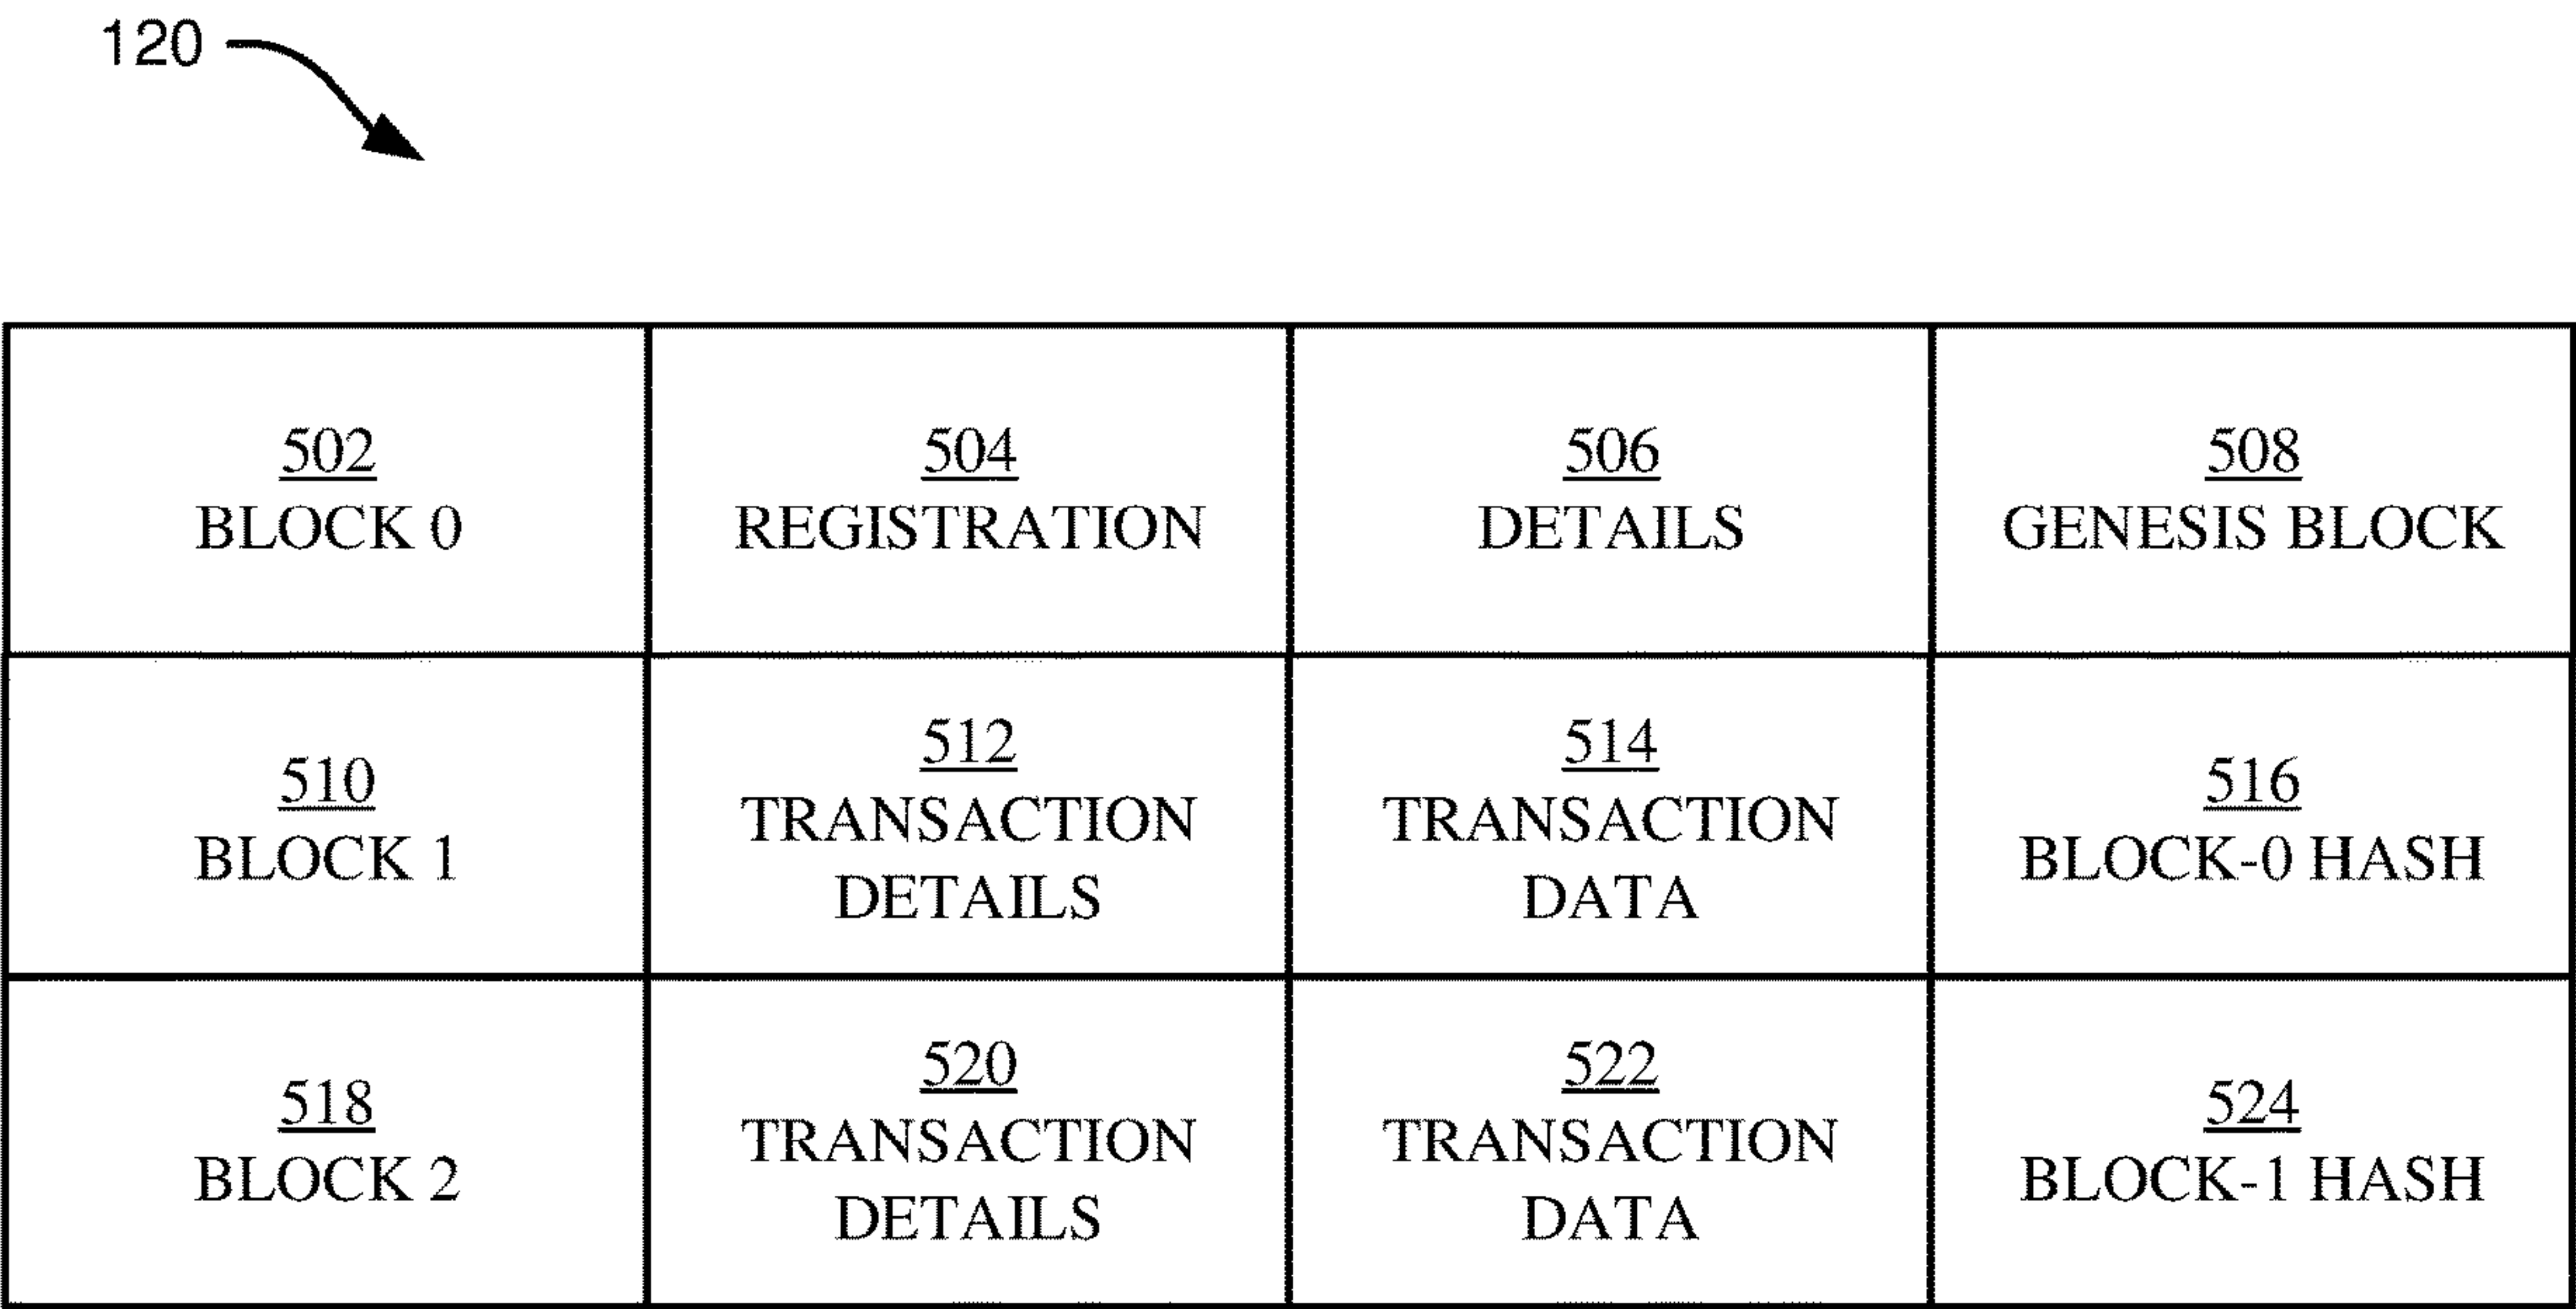 120
502
BLOCK 0
504
REGISTRATION
506
DETAILS
508
GENESIS BLOCK
510
BLOCK 1
512
TRANSACTION
DETAILS
514
TRANSACTION
DATA
516
BLOCK-0 HASH
518
BLOCK 2
520
TRANSACTION
DETAILS
522
TRANSACTION
DATA
524
BLOCK-1 HASH